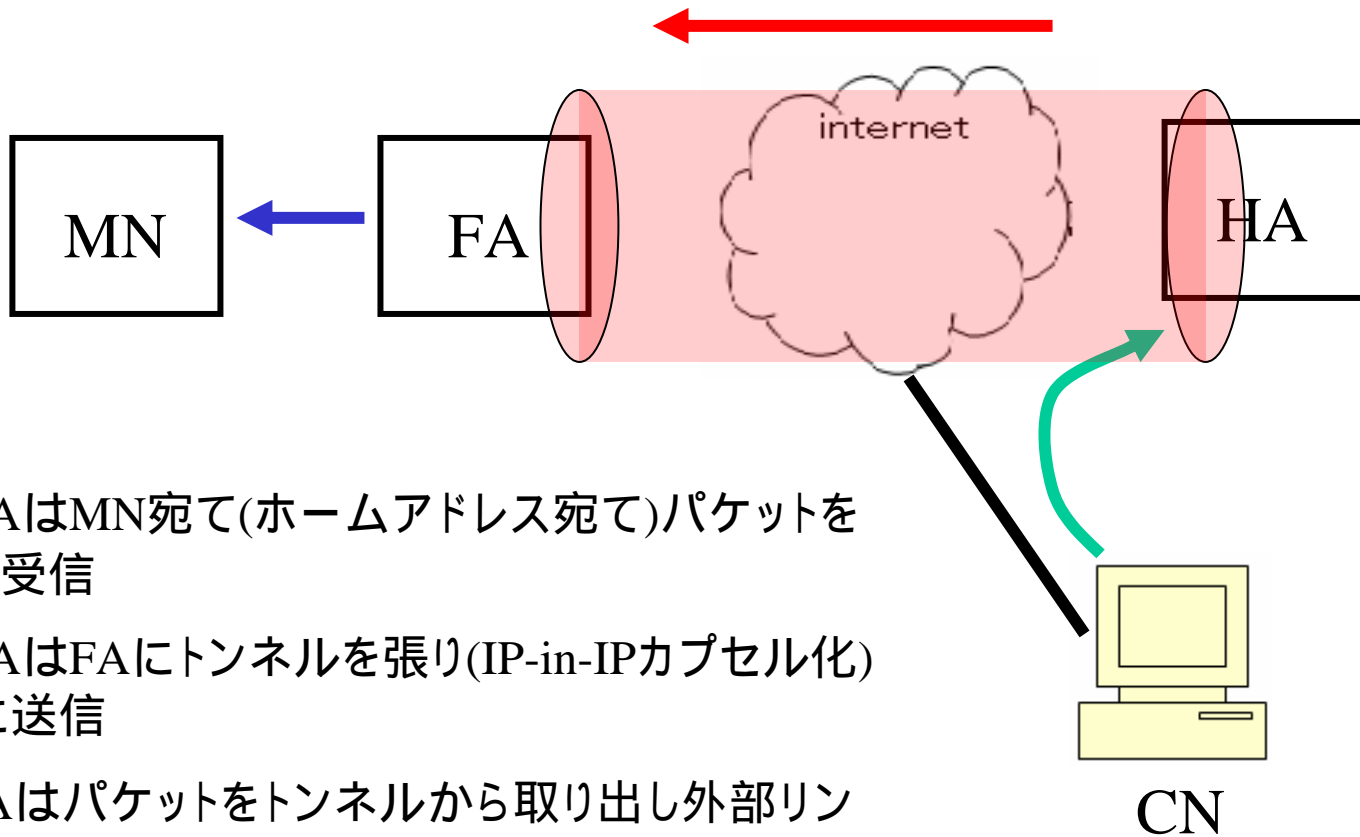 internet
MN
FA
HA
AはMN宛て(ホームアドレス宛て)パケットを
受信
AはFAにトンネルを張り(IP-in-IPカプセル化)
に送信
Aはパケットをトンネルから取り出し外部リン
CN